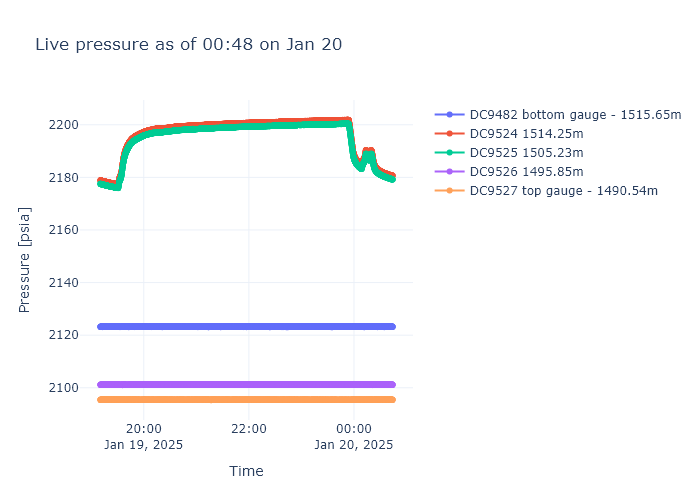 Live pressure as of 00:48 on Jan 20
DC9482 bottom gauge - 1515.65m
DC9524 1514.25m
DC9525 1505.23m
DC9526 1495.85m
DC9527 top gauge - 1490.54m
Pressure [psia]
2200
2180
2160
2140
2120
2100
20:00
Jan 19, 2025
22:00
00:00
Jan 20, 2025
Time